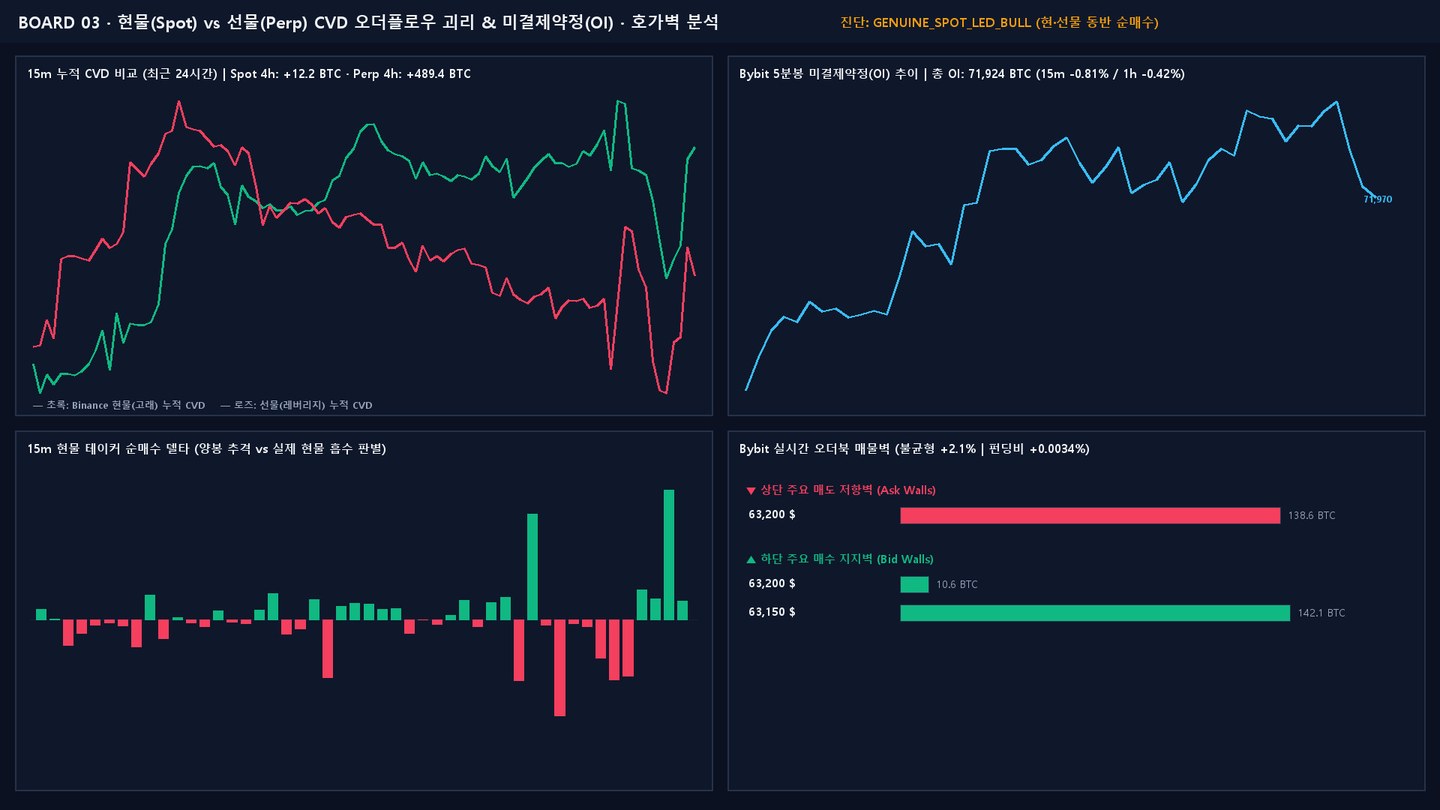 BOARD 03 · 현물(Spot) vs 선물(Perp) CVD 오더플로우 괴리 & 미결제약정(OI) · 호가벽 분석
진단: GENUINE_SPOT_LED_BULL (현·선물 동반 순매수)
15m 누적 CVD 비교 (최근 24시간) | Spot 4h: +12.2 BTC · Perp 4h: +489.4 BTC
— 초록: Binance 현물(고래) 누적 CVD — 로즈: 선물(레버리지) 누적 CVD
Bybit 5분봉 미결제약정(OI) 추이 | 총 OI: 71,924 BTC (15m -0.81% / 1h -0.42%)
71,970
15m 현물 테이커 순매수 델타 (양봉 추격 vs 실제 현물 흡수 판별)
Bybit 실시간 오더북 매물벽 (불균형 +2.1% | 펀딩비 +0.0034%)
▼ 상단 주요 매도 저항벽 (Ask Walls)
63,200 $ 138.6 BTC
▲ 하단 주요 매수 지지벽 (Bid Walls)
63,200 $ 10.6 BTC
63,150 $ 142.1 BTC